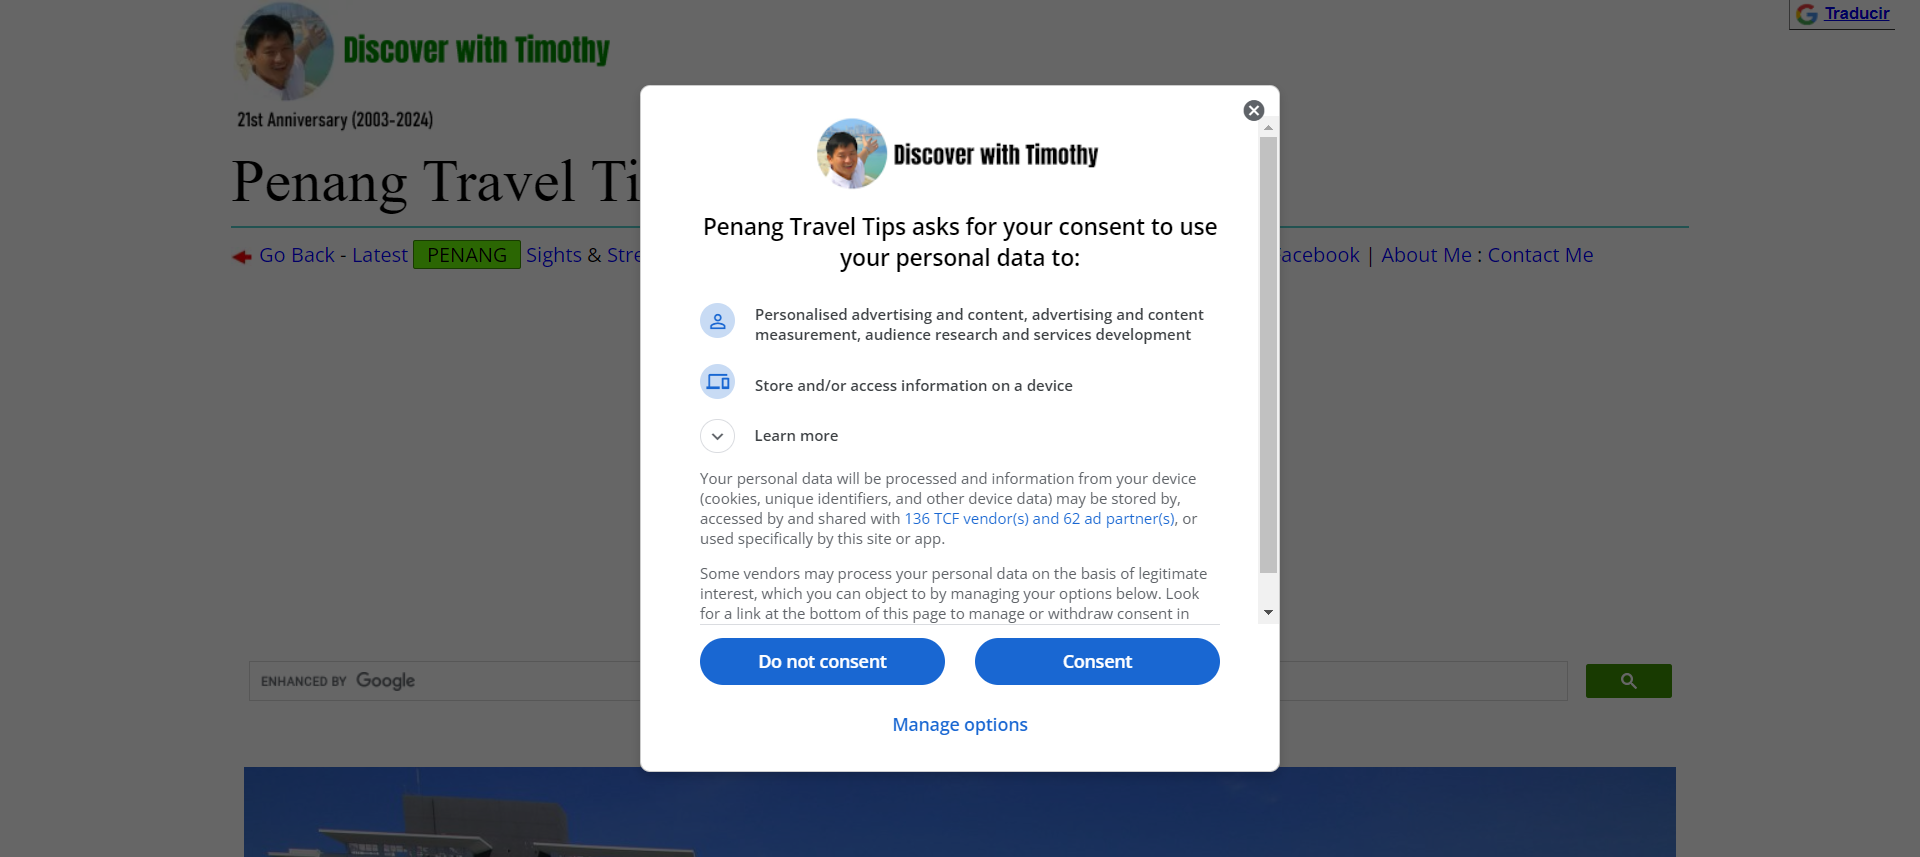 Discover with Timothy
Traducir
21st Anniversary (2003-2024)
Penang Travel Ti
Go Back - Latest PENANG Sights & Stre
acebook | About Me : Contact Me
Discover with Timothy
Penang Travel Tips asks for your consent to use
your personal data to:
Personalised advertising and content, advertising and content
measurement, audience research and services development
Store and/or access information on a device
Learn more
Your personal data will be processed and information from your device
(cookies, unique identifiers, and other device data) may be stored by,
accessed by and shared with 136 TCF vendor(s) and 62 ad partner(s), or
used specifically by this site or app.
Some vendors may process your personal data on the basis of legitimate
interest, which you can object to by managing your options below. Look
for a link at the bottom of this page to manage or withdraw consent in
Do not consent
Consent
ENHANCED BY Google
Manage options